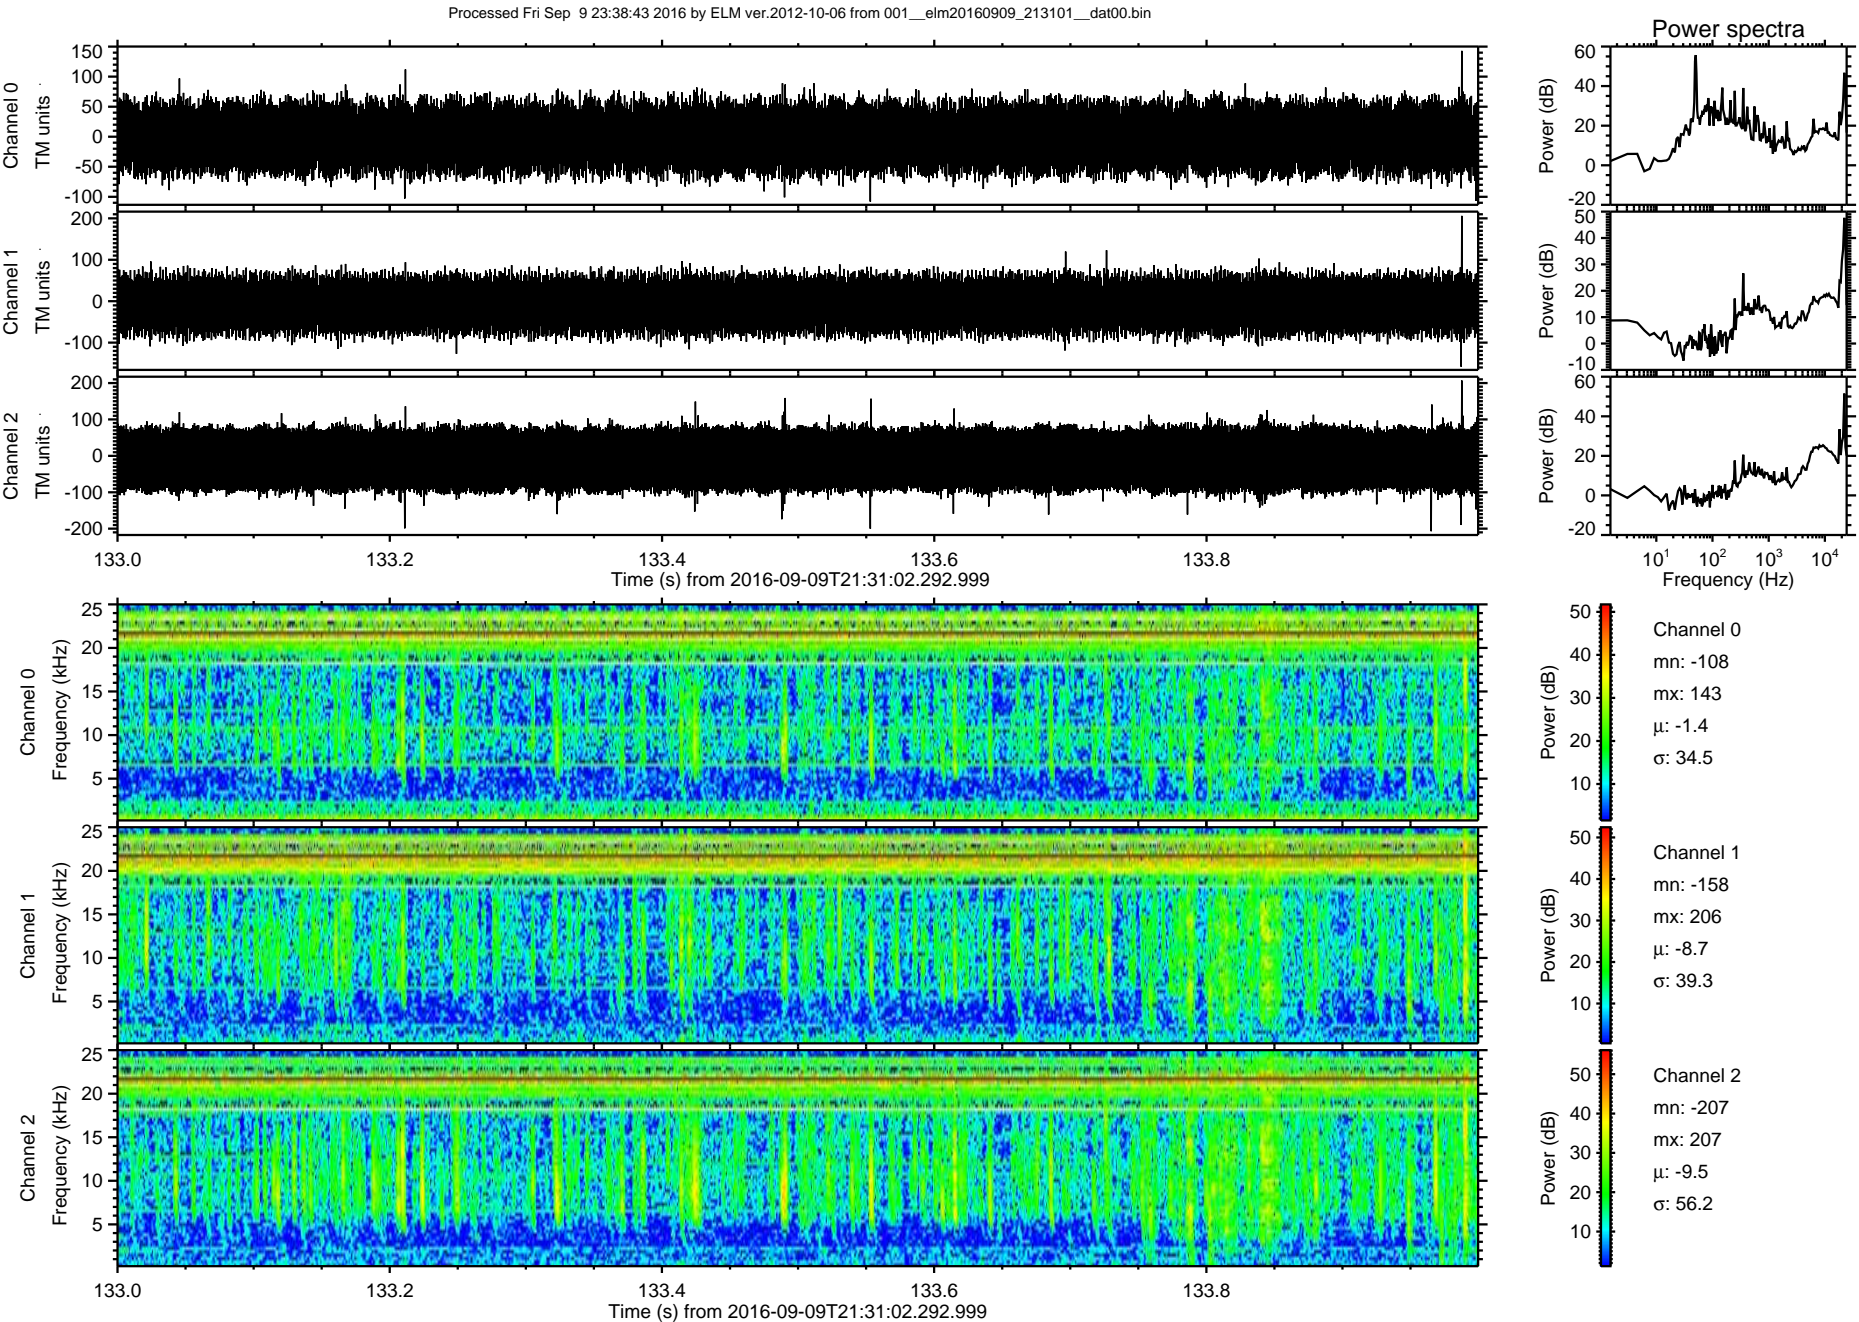 Processed Fri Sep  9 23:38:43 2016 by ELM ver.2012-10-06 from 001__elm20160909_213101__dat00.bin
Power spectra
Channel 0
TM units
150
100
50
0
-50
-100
Power (dB)
60
40
20
0
-20
Channel 1
TM units
200
100
0
-100
Power (dB)
50
40
30
20
10
0
-10
Channel 2
TM units
200
100
0
-100
-200
Power (dB)
60
40
20
0
-20
133.0 133.2 133.4 133.6 133.8
Time (s) from 2016-09-09T21:31:02.292.999
10¹ 10² 10³ 10⁴
Frequency (Hz)
Channel 0
Frequency (kHz)
25
20
15
10
5
Power (dB)
50
40
30
20
10
Channel 0
mn: -108
mx: 143
µ: -1.4
σ: 34.5
Channel 1
Frequency (kHz)
25
20
15
10
5
Power (dB)
50
40
30
20
10
Channel 1
mn: -158
mx: 206
µ: -8.7
σ: 39.3
Channel 2
Frequency (kHz)
25
20
15
10
5
Power (dB)
50
40
30
20
10
Channel 2
mn: -207
mx: 207
µ: -9.5
σ: 56.2
133.0 133.2 133.4 133.6 133.8
Time (s) from 2016-09-09T21:31:02.292.999